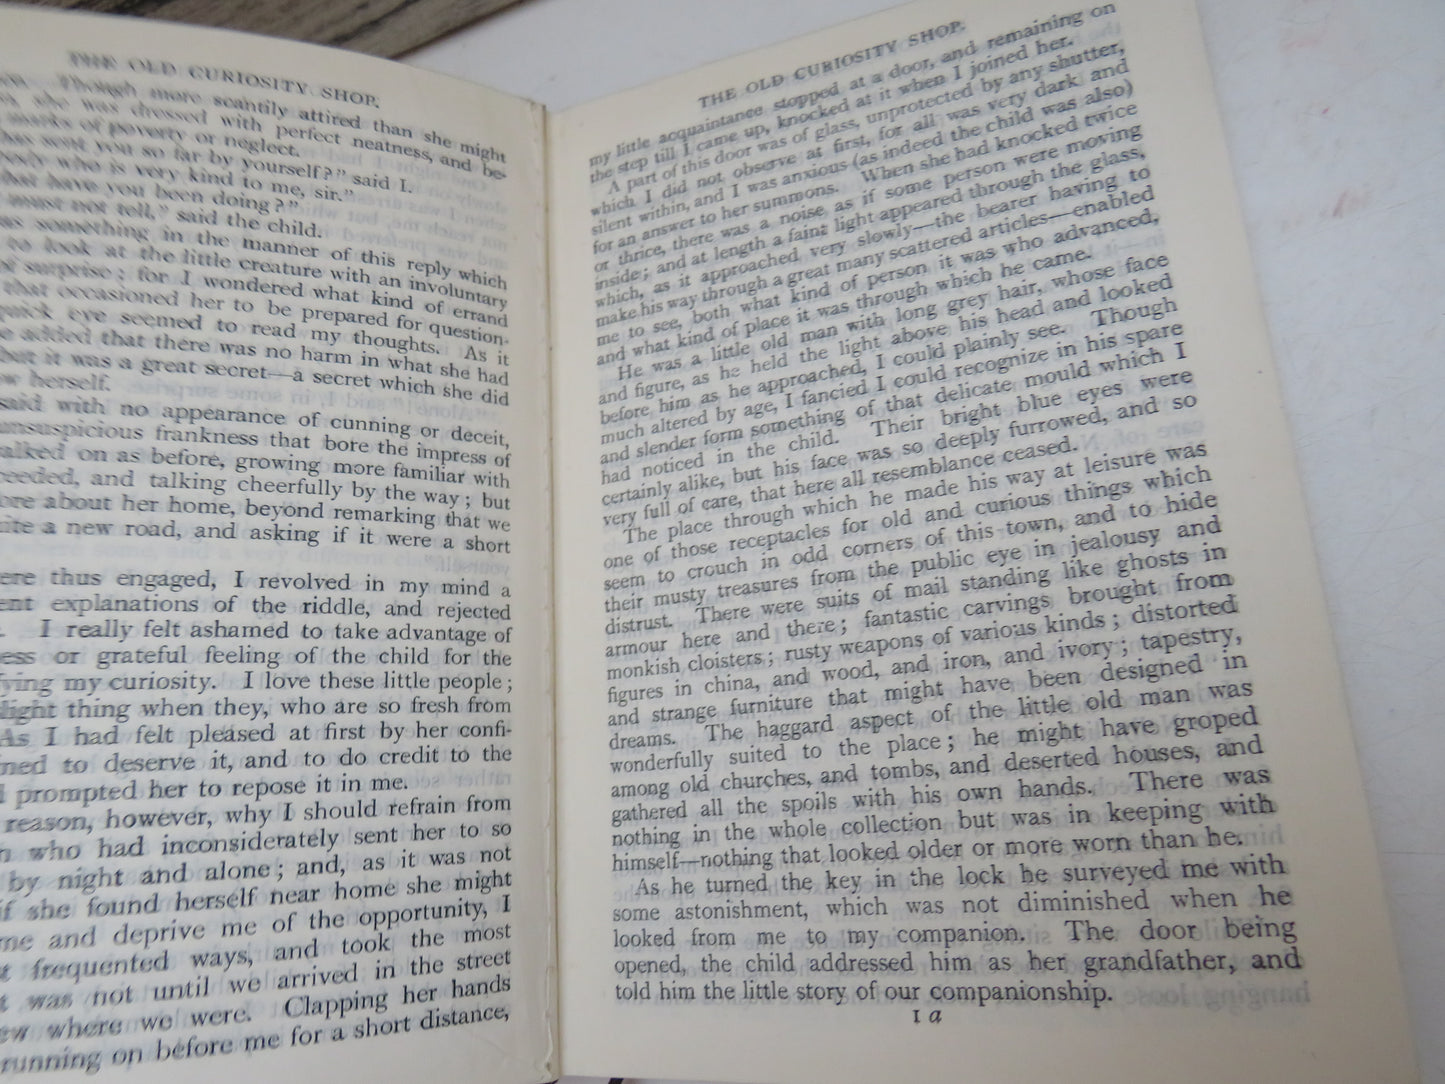 THE OLD CURIOSITY SHOP.
Though more scantily attired than she might
she was dressed with perfect neatness, and be-
marks of poverty or neglect.
has sent you so far by yourself?" said I.
body who is very kind to me, sir."
hat have you been doing?"
must not tell," said the child.
as something in the manner of this reply which
to look at the little creature with an involuntary
of surprise; for I wondered what kind of errand
that occasioned her to be prepared for question-
quick eye seemed to read my thoughts. As it
e added that there was no harm in what she had
but it was a great secret—a secret which she did
ow herself.
said with no appearance of cunning or deceit,
unsuspicious frankness that bore the impress of
alked on as before, growing more familiar with
ceeded, and talking cheerfully by the way; but
ore about her home, beyond remarking that we
uite a new road, and asking if it were a short
ere thus engaged, I revolved in my mind a
ent explanations of the riddle, and rejected
I really felt ashamed to take advantage of
ess or grateful feeling of the child for the
fying my curiosity. I love these little people;
light thing when they, who are so fresh from
As I had felt pleased at first by her confi-
ned to deserve it, and to do credit to the
prompted her to repose it in me.
reason, however, why I should refrain from
n who had inconsiderately sent her to so
by night and alone; and, as it was not
if she found herself near home she might
me and deprive me of the opportunity, I
t frequented ways, and took the most
t was not until we arrived in the street
ew where we were. Clapping her hands
running on before me for a short distance,
THE OLD CURIOSITY SHOP.
my little acquaintance stopped at a door, and remaining on
the step till I came up, knocked at it when I joined her.
A part of this door was of glass, unprotected by any shutter,
which I did not observe at first, for all was very dark and
silent within, and I was anxious (as indeed the child was also)
for an answer to her summons. When she had knocked twice
or thrice, there was a noise as if some person were moving
inside; and at length a faint light appeared through the glass,
which, as it approached very slowly—the bearer having to
make his way through a great many scattered articles—enabled
me to see, both what kind of person it was who advanced,
and what kind of place it was through which he came.
He was a little old man with long grey hair, whose face
and figure, as he held the light above his head and looked
before him as he approached, I could plainly see. Though
much altered by age, I fancied I could recognize in his spare
and slender form something of that delicate mould which I
had noticed in the child. Their bright blue eyes were
certainly alike, but his face was so deeply furrowed, and so
very full of care, that here all resemblance ceased.
The place through which he made his way at leisure was
one of those receptacles for old and curious things which
seem to crouch in odd corners of this town, and to hide
their musty treasures from the public eye in jealousy and
distrust. There were suits of mail standing like ghosts in
armour here and there; fantastic carvings brought from
monkish cloisters; rusty weapons of various kinds; distorted
figures in china, and wood, and iron, and ivory; tapestry,
and strange furniture that might have been designed in
dreams. The haggard aspect of the little old man was
wonderfully suited to the place; he might have groped
among old churches, and tombs, and deserted houses, and
gathered all the spoils with his own hands. There was
nothing in the whole collection but was in keeping with
himself—nothing that looked older or more worn than he.
As he turned the key in the lock he surveyed me with
some astonishment, which was not diminished when he
looked from me to my companion. The door being
opened, the child addressed him as her grandfather, and
told him the little story of our companionship.
1 a